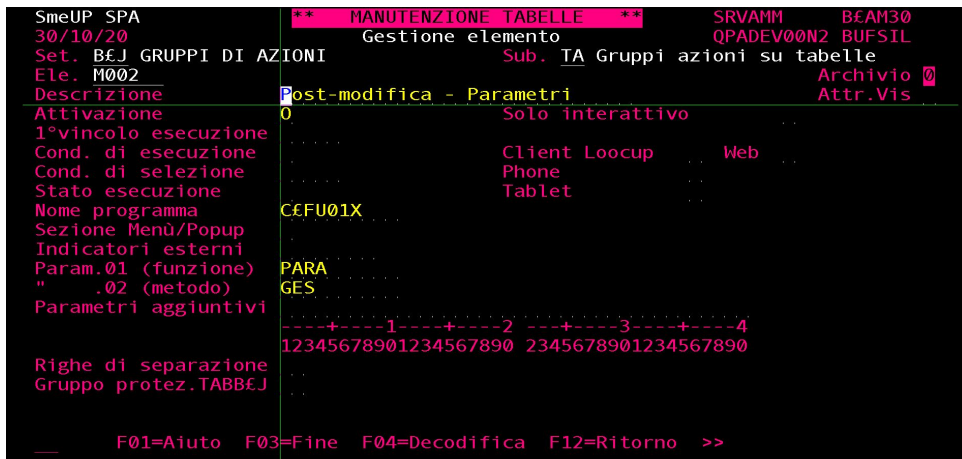 SmeUP SPA ** MANUTENZIONE TABELLE ** SRVAMM B£AM30
30/10/20 Gestione elemento QPADEV00N2 BUFSIL
Set. B£J GRUPPI DI AZIONI Sub. TA Gruppi azioni su tabelle
Ele. M002 Archivio 0
Descrizione Post-modifica - Parametri Attr.Vis
Attivazione O Solo interattivo
1°vincolo esecuzione
Cond. di esecuzione Client Loocup Web
Cond. di selezione Phone
Stato esecuzione Tablet
Nome programma C£FU01X
Sezione Menù/Popup
Indicatori esterni
Param.01 (funzione) PARA
" .02 (metodo) GES
Parametri aggiuntivi
----+----1----+----2 ---+----3----+----4
12345678901234567890 2345678901234567890
Righe di separazione
Gruppo protez.TABB£J
F01=Aiuto F03=Fine F04=Decodifica F12=Ritorno >>